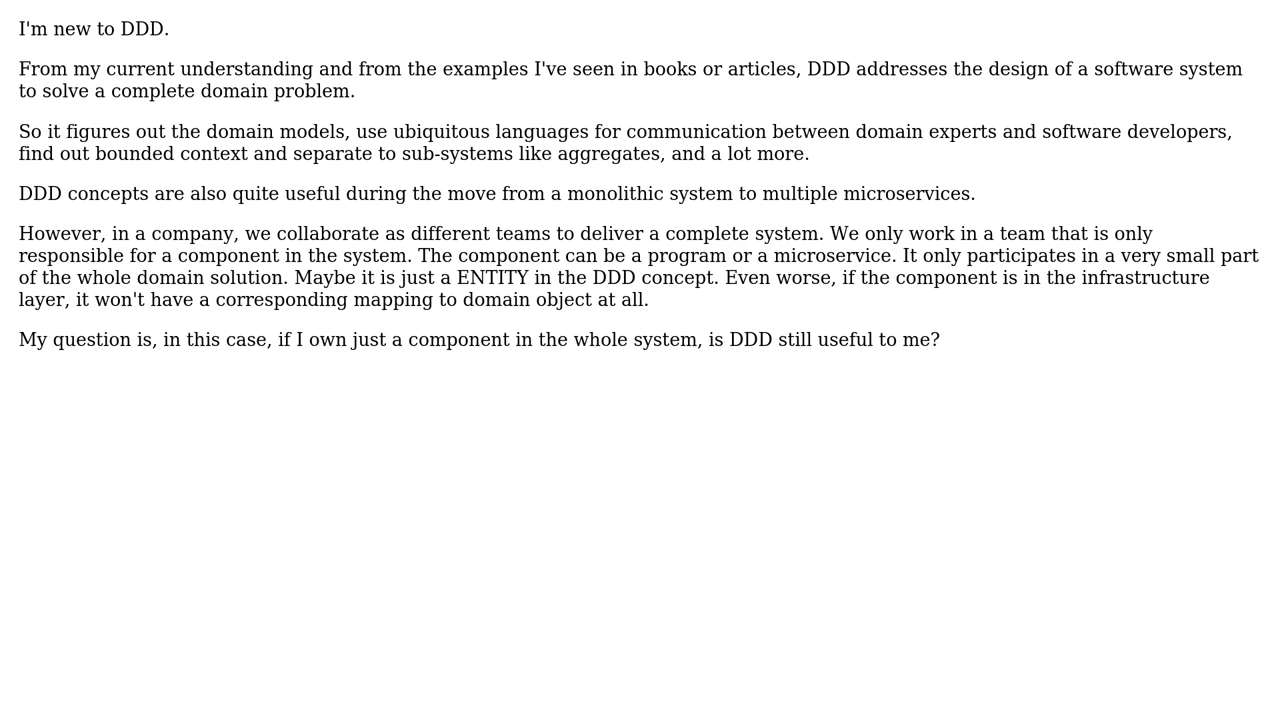 I'm new to DDD.
From my current understanding and from the examples I've seen in books or articles, DDD addresses the design of a software system
to solve a complete domain problem.
So it figures out the domain models, use ubiquitous languages for communication between domain experts and software developers,
find out bounded context and separate to sub-systems like aggregates, and a lot more.
DDD concepts are also quite useful during the move from a monolithic system to multiple microservices.
However, in a company, we collaborate as different teams to deliver a complete system. We only work in a team that is only
responsible for a component in the system. The component can be a program or a microservice. It only participates in a very small part
of the whole domain solution. Maybe it is just a ENTITY in the DDD concept. Even worse, if the component is in the infrastructure
layer, it won't have a corresponding mapping to domain object at all.
My question is, in this case, if I own just a component in the whole system, is DDD still useful to me?